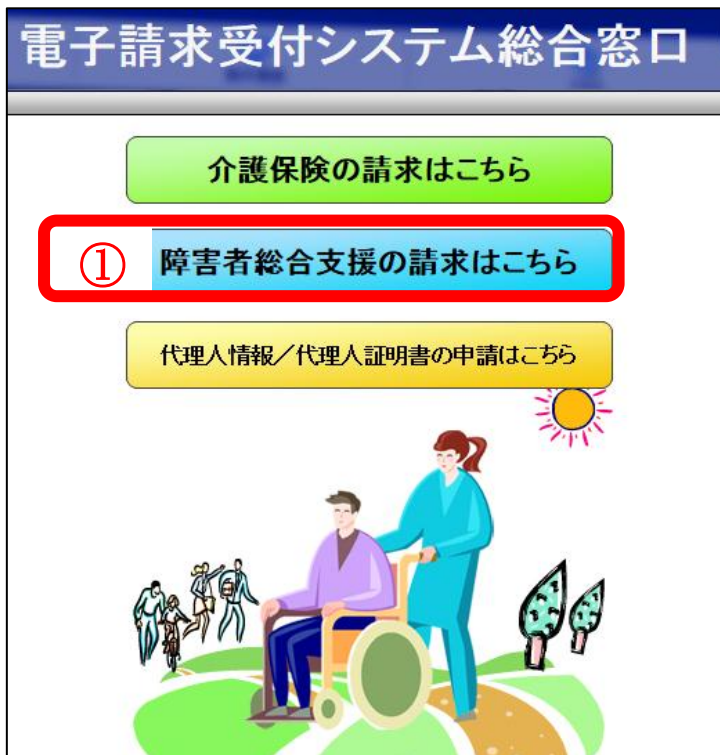 電子請求受付システム総合窓口
介護保険の請求はこちら
① 障害者総合支援の請求はこちら
代理人情報／代理人証明書の申請はこちら